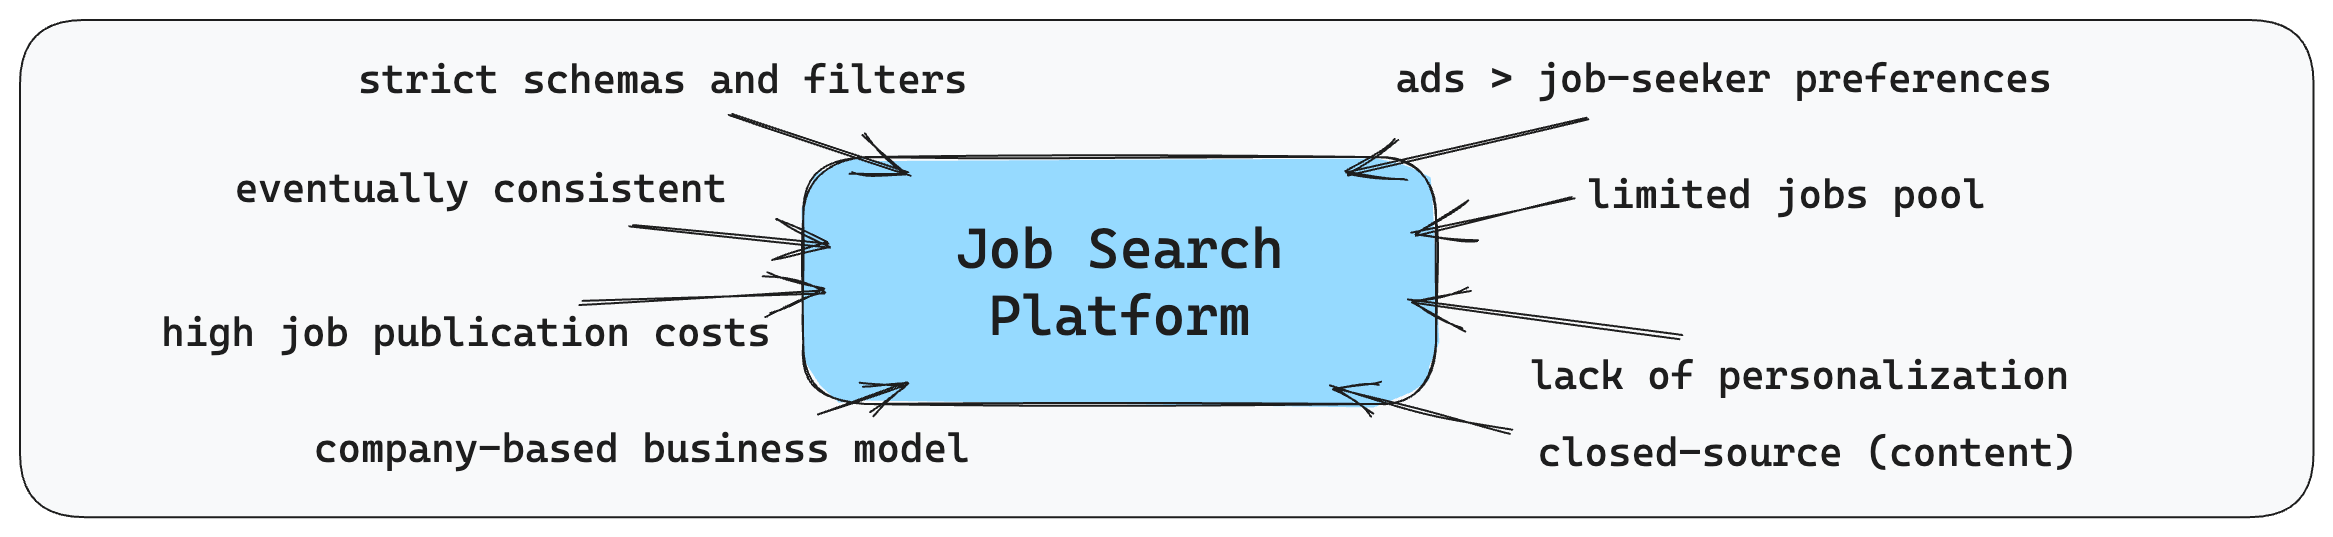 strict schemas and filters
ads > job-seeker preferences
eventually consistent
limited jobs pool
Job Search
Platform
high job publication costs
lack of personalization
company-based business model
closed-source (content)